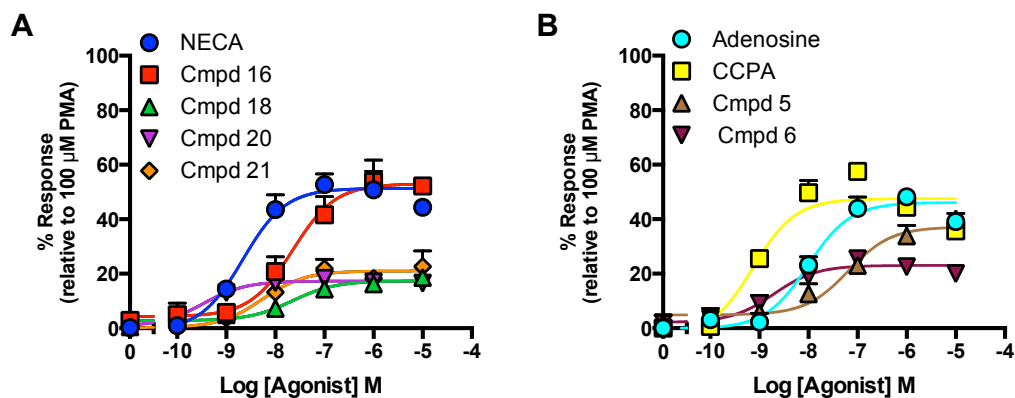 A
NECA
Cmpd 16
Cmpd 18
Cmpd 20
Cmpd 21
% Response
(relative to 100 µM PMA)
100
80
60
40
20
0
0 -10 -9 -8 -7 -6 -5 -4
Log [Agonist] M
B
Adenosine
CCPA
Cmpd 5
Cmpd 6
% Response
(relative to 100 µM PMA)
100
80
60
40
20
0
0 -10 -9 -8 -7 -6 -5 -4
Log [Agonist] M